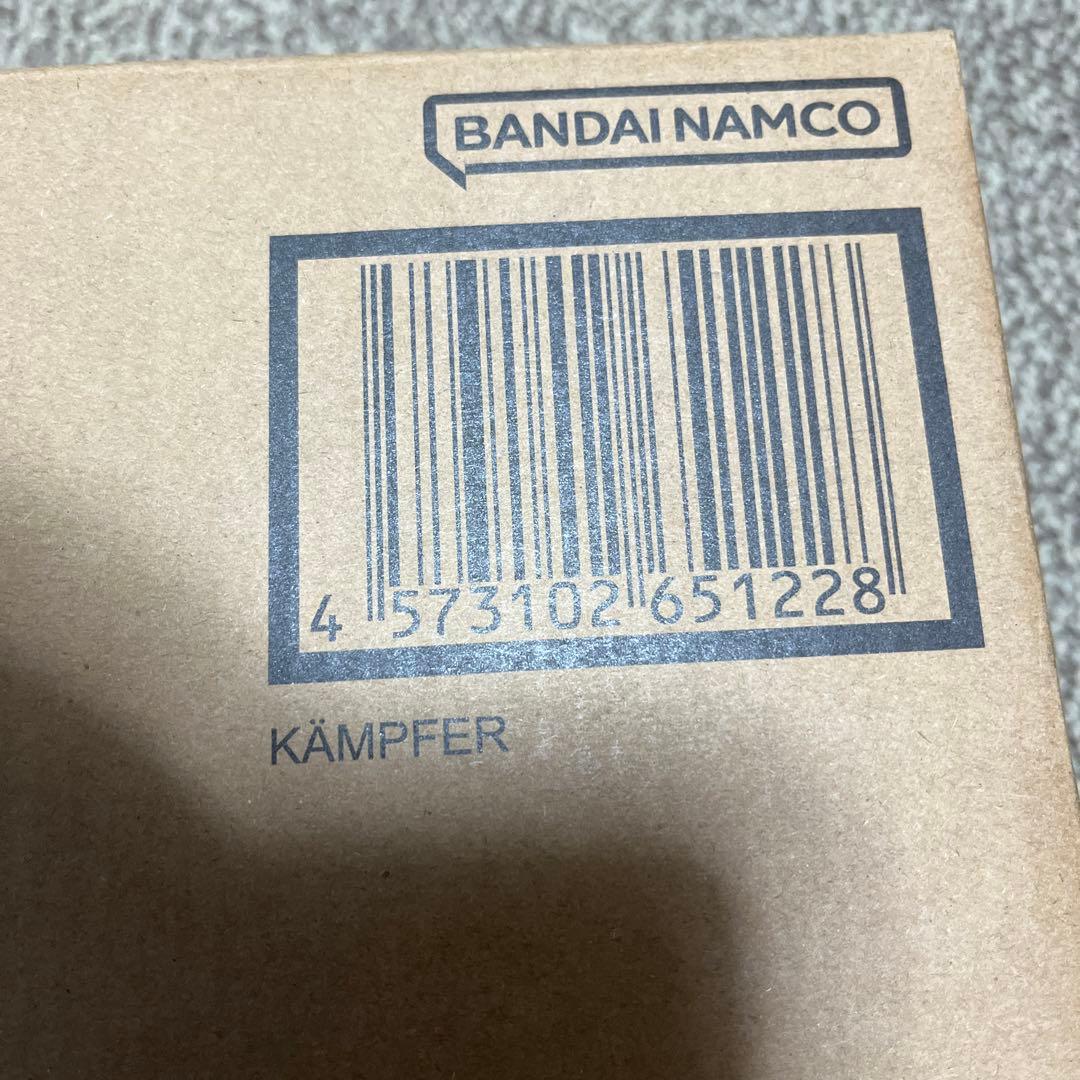 BANDAI NAMCO
4 573102 651228
KÄMPFER